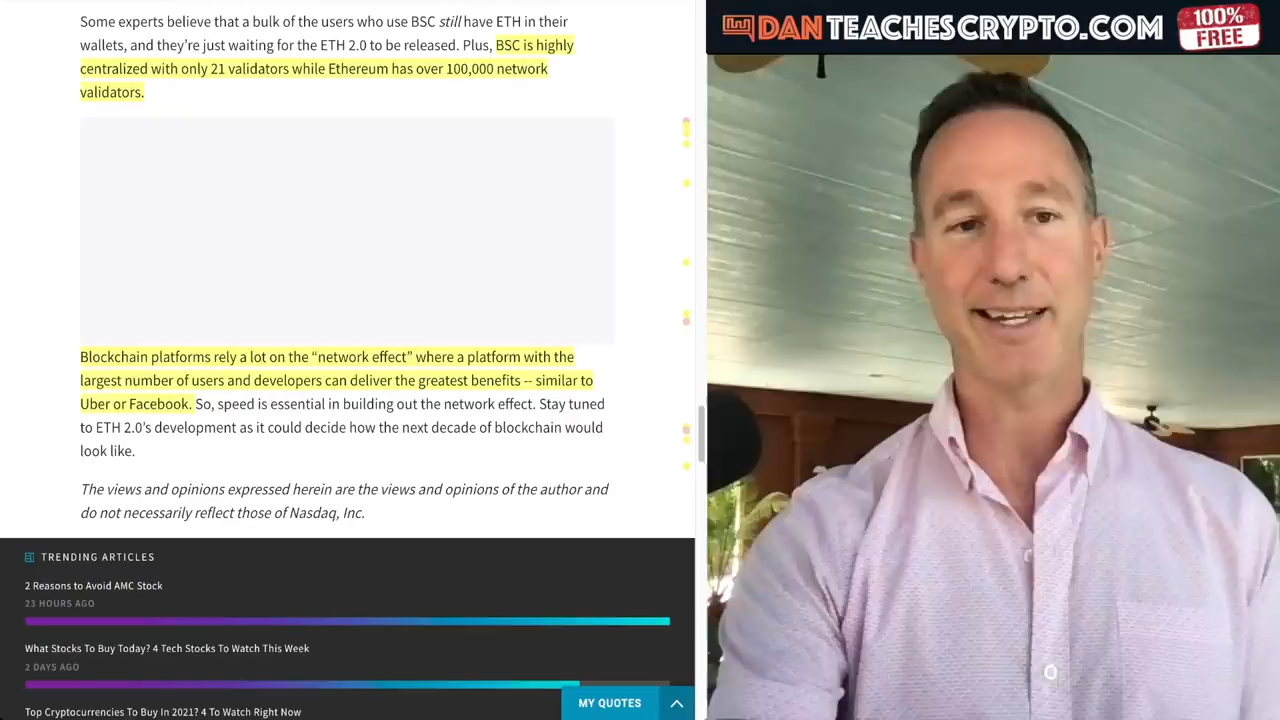 Some experts believe that a bulk of the users who use BSC still have ETH in their
wallets, and they’re just waiting for the ETH 2.0 to be released. Plus, BSC is highly
centralized with only 21 validators while Ethereum has over 100,000 network
validators.
Blockchain platforms rely a lot on the “network effect” where a platform with the
largest number of users and developers can deliver the greatest benefits -- similar to
Uber or Facebook. So, speed is essential in building out the network effect. Stay tuned
to ETH 2.0’s development as it could decide how the next decade of blockchain would
look like.
The views and opinions expressed herein are the views and opinions of the author and
do not necessarily reflect those of Nasdaq, Inc.
TRENDING ARTICLES
2 Reasons to Avoid AMC Stock
23 HOURS AGO
What Stocks To Buy Today? 4 Tech Stocks To Watch This Week
2 DAYS AGO
Top Cryptocurrencies To Buy In 2021? 4 To Watch Right Now
MY QUOTES
DANTEACHESCRYPTO.COM
100%
FREE